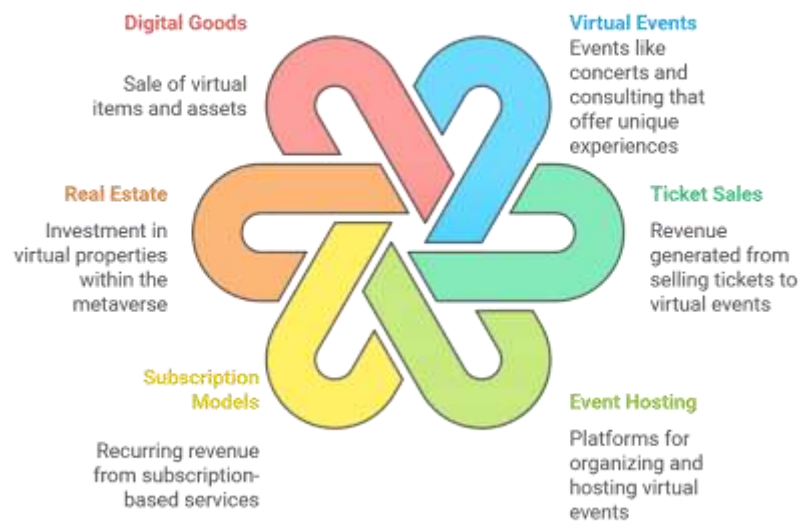 Digital Goods
Sale of virtual
items and assets
Virtual Events
Events like
concerts and
consulting that
offer unique
experiences
Real Estate
Investment in
virtual properties
within the
metaverse
Ticket Sales
Revenue
generated from
selling tickets to
virtual events
Subscription
Models
Recurring revenue
from subscription-
based services
Event Hosting
Platforms for
organizing and
hosting virtual
events